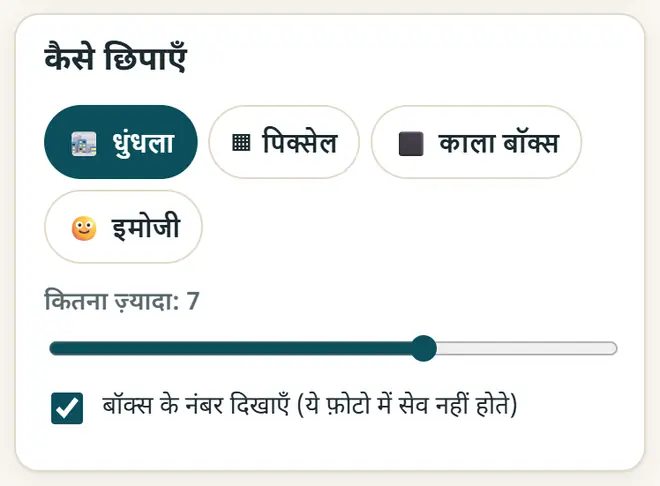 कैसे छिपाएँ
धुंधला
पिक्सेल
काला बॉक्स
इमोजी
कितना ज़्यादा: 7
बॉक्स के नंबर दिखाएँ (ये फ़ोटो में सेव नहीं होते)